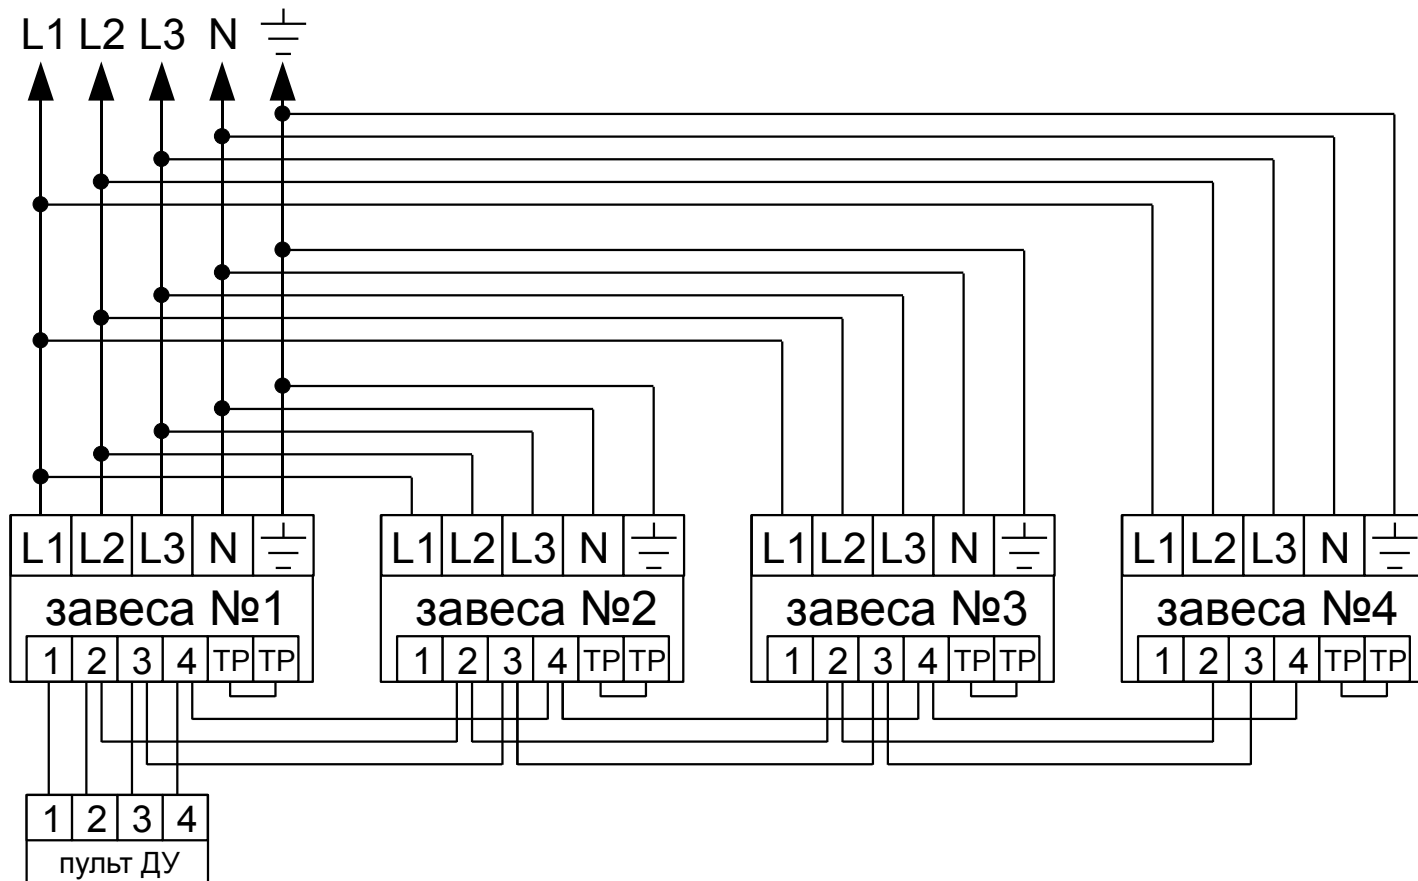 L1 L2 L3 N
L1 L2 L3 N L1 L2 L3 N L1 L2 L3 N L1 L2 L3 N
завеса №1 завеса №2 завеса №3 завеса №4
1 2 3 4 ТР ТР 1 2 3 4 ТР ТР 1 2 3 4 ТР ТР 1 2 3 4 ТР ТР
1 2 3 4
пульт ДУ